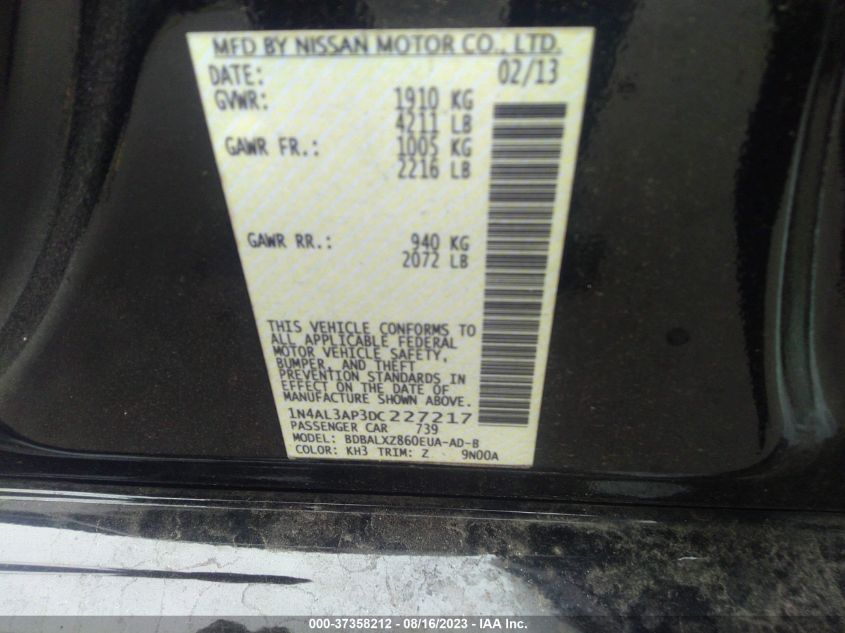 MFD BY NISSAN MOTOR CO., LTD.
DATE: 02/13
GVWR: 1910 KG
4211 LB
GAWR FR.: 1005 KG
2216 LB
GAWR RR.: 940 KG
2072 LB
THIS VEHICLE CONFORMS TO
ALL APPLICABLE FEDERAL
MOTOR VEHICLE SAFETY,
BUMPER, AND THEFT
PREVENTION STANDARDS IN
EFFECT ON THE DATE OF
MANUFACTURE SHOWN ABOVE.
1N4AL3AP3DC227217
PASSENGER CAR 739
MODEL: BDBALXZ860EUA-AD-B
COLOR: KH3 TRIM: Z 9N00A
000-37358212 - 08/16/2023 - IAA Inc.